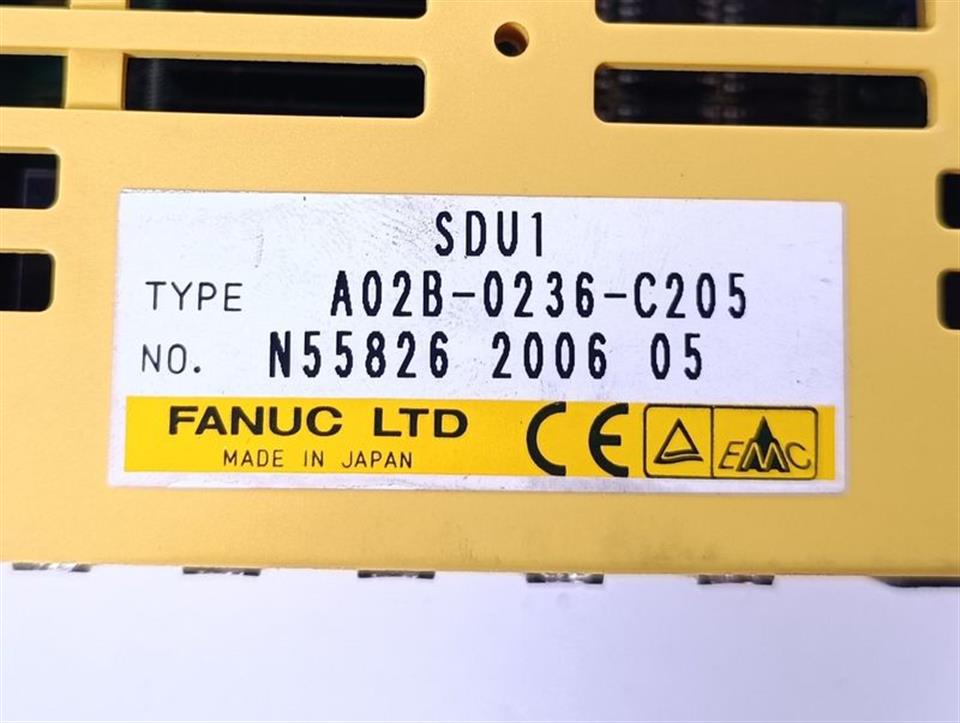 SDU1
TYPE A02B-0236-C205
NO. N55826 2006 05
FANUC LTD CE EMC
MADE IN JAPAN